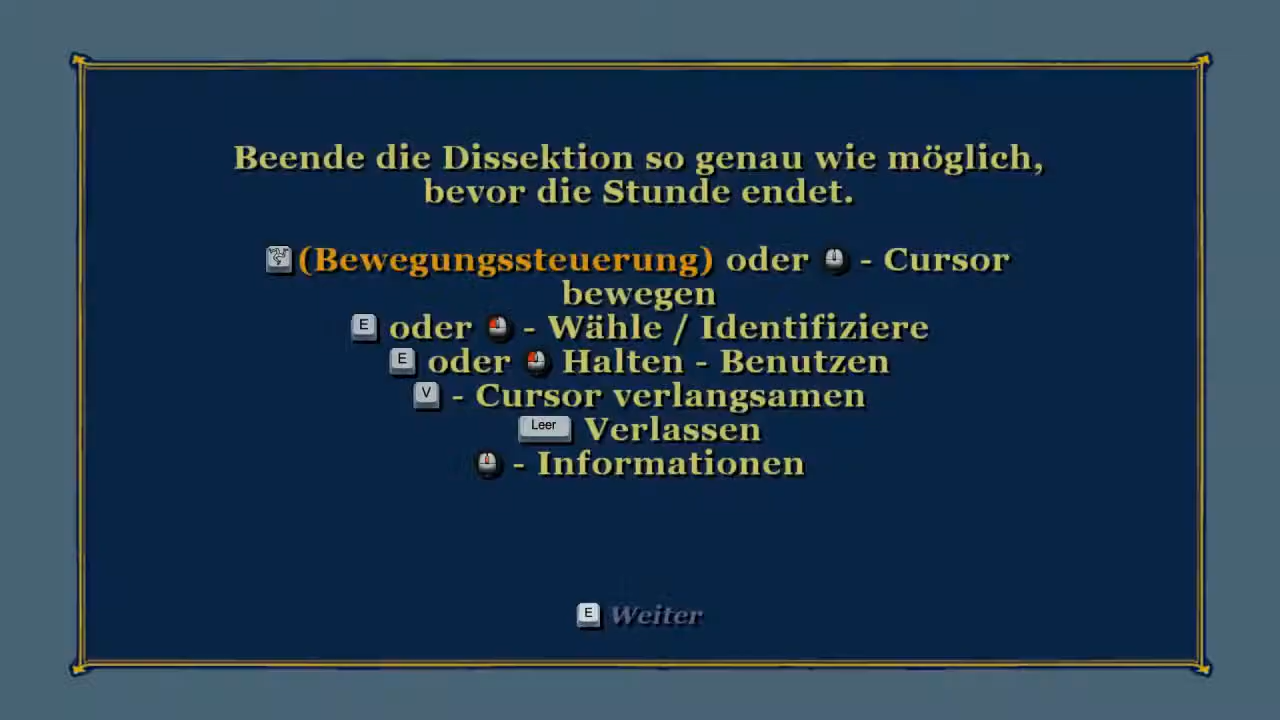 Beende die Dissektion so genau wie möglich,
bevor die Stunde endet.
(Bewegungssteuerung) oder - Cursor
bewegen
E oder - Wähle / Identifiziere
E oder Halten - Benutzen
V - Cursor verlangsamen
Leer Verlassen
- Informationen
E Weiter